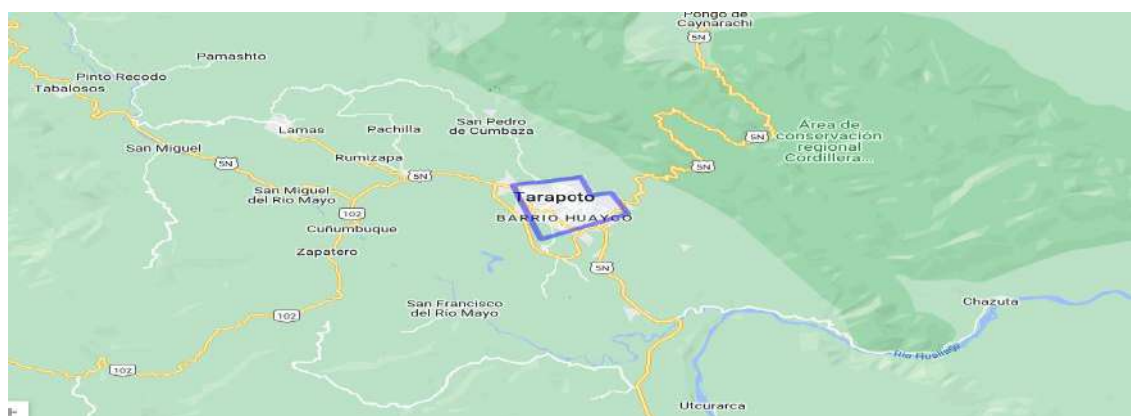 Pongo de
Caynarachi
5N
Pamashto
Pinto Recodo
Tabalosos
San Pedro
de Cumbaza
Lamas
Pachilla
Área de
conservación
regional
Cordillera...
5N
San Miguel
Rumizapa
5N
5N
5N
San Miguel
del Río Mayo
Tarapoto
102
BARRIO HUAYCO
Cuñumbuque
Zapatero
5N
San Francisco
del Río Mayo
Chazuta
102
Río Huallaga
102
Utcurarca